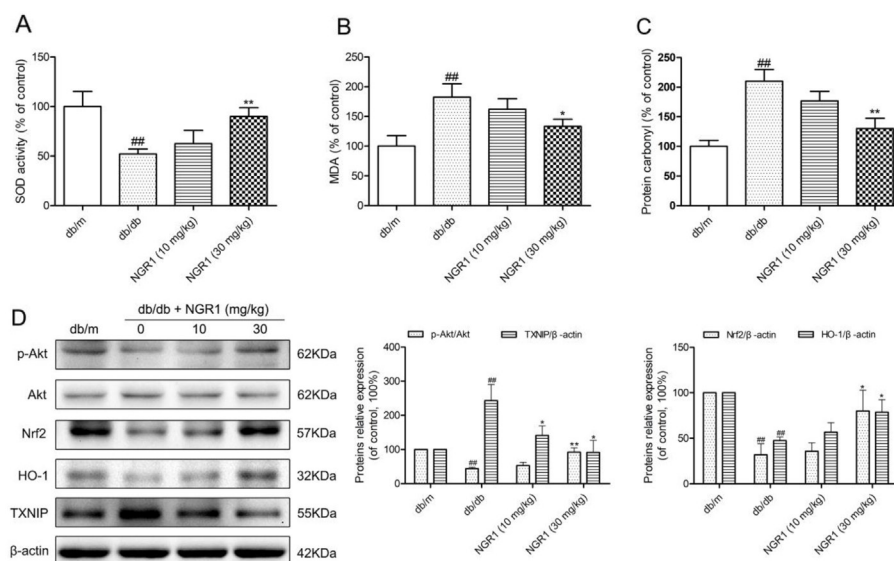 A
SOD activity (% of control)
150
100
50
0
##
**
db/m
db/db
NGR1 (10 mg/kg)
NGR1 (30 mg/kg)
B
MDA (% of control)
250
200
150
100
50
0
##
*
db/m
db/db
NGR1 (10 mg/kg)
NGR1 (30 mg/kg)
C
Protein carbonyl (% of control)
250
200
150
100
50
0
##
**
db/m
db/db
NGR1 (10 mg/kg)
NGR1 (30 mg/kg)
D
db/db + NGR1 (mg/kg)
db/m 0 10 30
p-Akt 62KDa
Akt 62KDa
Nrf2 57KDa
HO-1 32KDa
TXNIP 55KDa
β-actin 42KDa
p-Akt/Akt TXNIP/β-actin
Proteins relative expression
(of control, 100%)
400
300
200
100
0
##
##
*
**
*
db/m
db/db
NGR1 (10 mg/kg)
NGR1 (30 mg/kg)
Nrf2/β-actin HO-1/β-actin
Proteins relative expression
(of control, 100%)
150
100
50
0
##
##
*
*
db/m
db/db
NGR1 (10 mg/kg)
NGR1 (30 mg/kg)